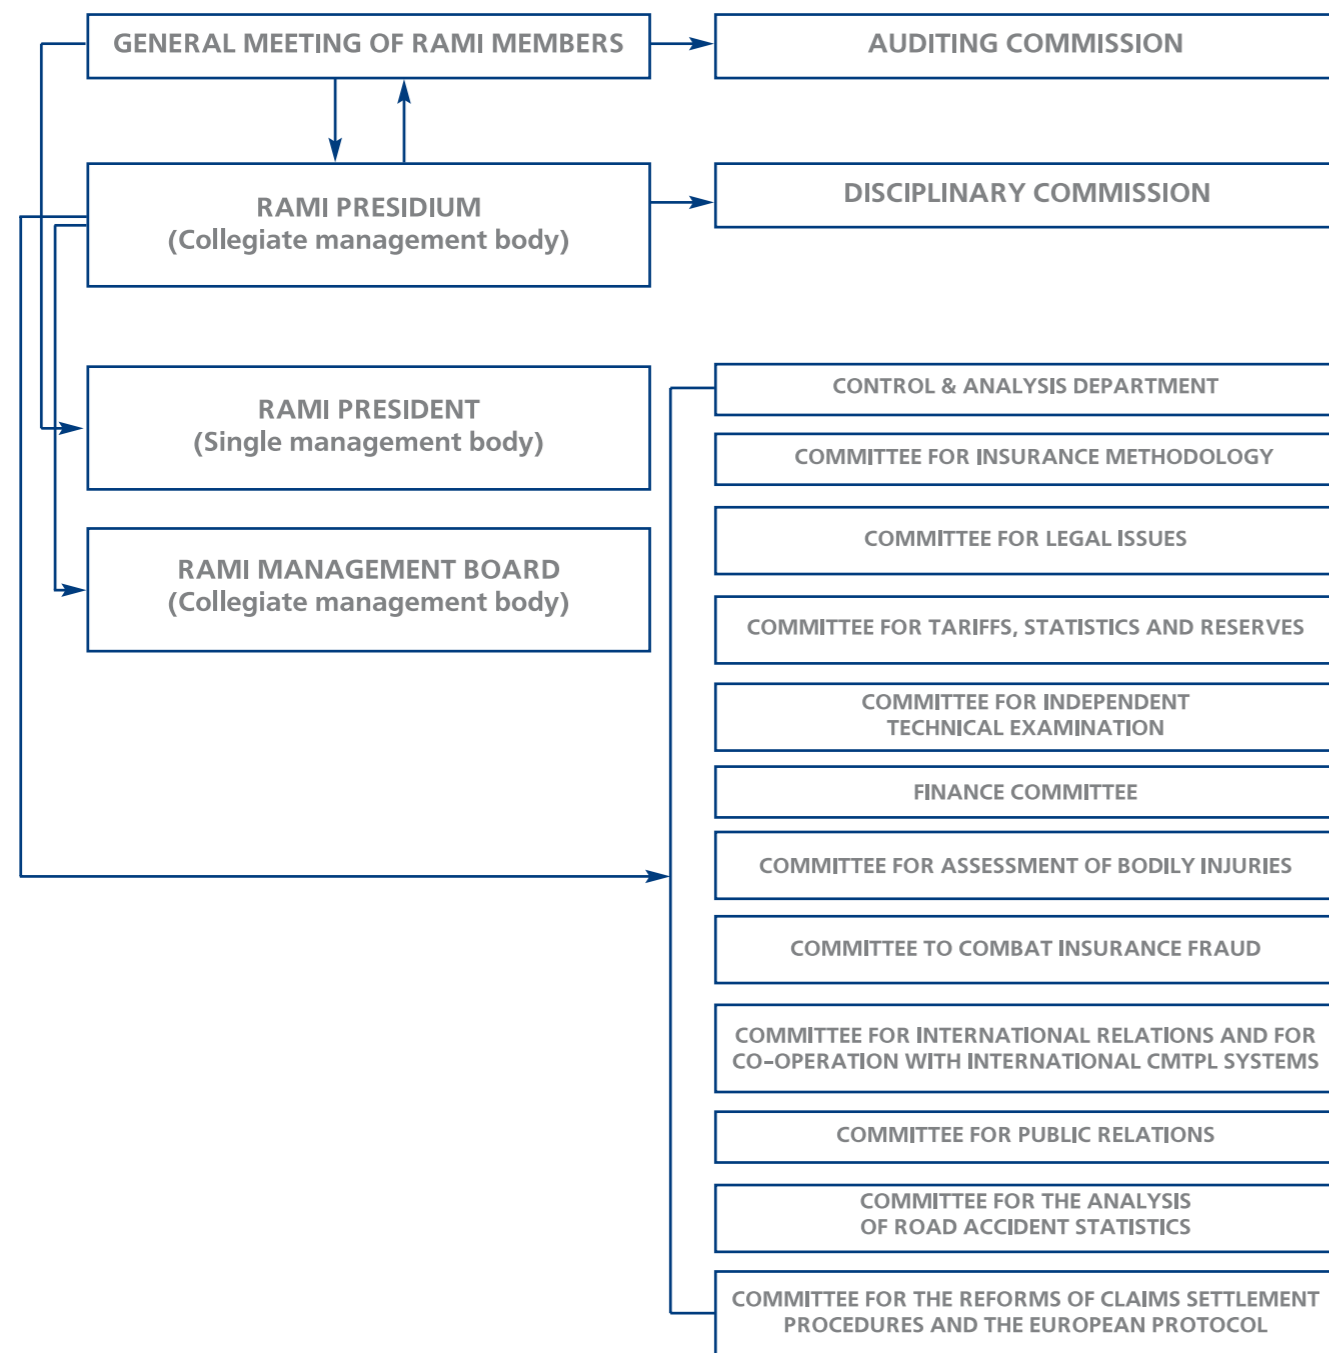 GENERAL MEETING OF RAMI MEMBERS
AUDITING COMMISSION
RAMI PRESIDIUM
(Collegiate management body)
DISCIPLINARY COMMISSION
RAMI PRESIDENT
(Single management body)
RAMI MANAGEMENT BOARD
(Collegiate management body)
CONTROL & ANALYSIS DEPARTMENT
COMMITTEE FOR INSURANCE METHODOLOGY
COMMITTEE FOR LEGAL ISSUES
COMMITTEE FOR TARIFFS, STATISTICS AND RESERVES
COMMITTEE FOR INDEPENDENT
TECHNICAL EXAMINATION
FINANCE COMMITTEE
COMMITTEE FOR ASSESSMENT OF BODILY INJURIES
COMMITTEE TO COMBAT INSURANCE FRAUD
COMMITTEE FOR INTERNATIONAL RELATIONS AND FOR
CO-OPERATION WITH INTERNATIONAL CMTPL SYSTEMS
COMMITTEE FOR PUBLIC RELATIONS
COMMITTEE FOR THE ANALYSIS
OF ROAD ACCIDENT STATISTICS
COMMITTEE FOR THE REFORMS OF CLAIMS SETTLEMENT
PROCEDURES AND THE EUROPEAN PROTOCOL